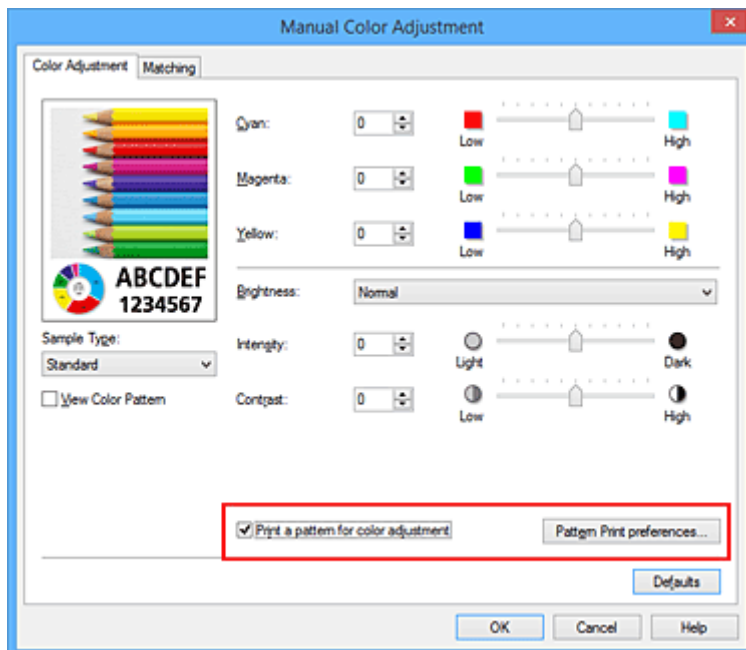 Manual Color Adjustment
Color Adjustment Matching
Cyan: 0 Low High
Magenta: 0 Low High
Yellow: 0 Low High
ABCDEF
1234567
Brightness: Normal
Sample Type:
Standard
Intensity: 0 Light Dark
View Color Pattern
Contrast: 0 Low High
Print a pattern for color adjustment Pattern Print preferences...
Defaults
OK Cancel Help